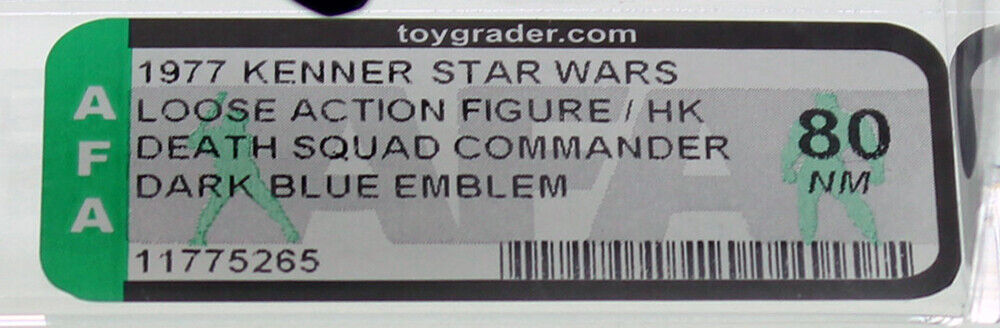 toygrader.com
AFA
1977 KENNER STAR WARS
LOOSE ACTION FIGURE / HK
DEATH SQUAD COMMANDER
DARK BLUE EMBLEM
80
NM
11775265
AFA